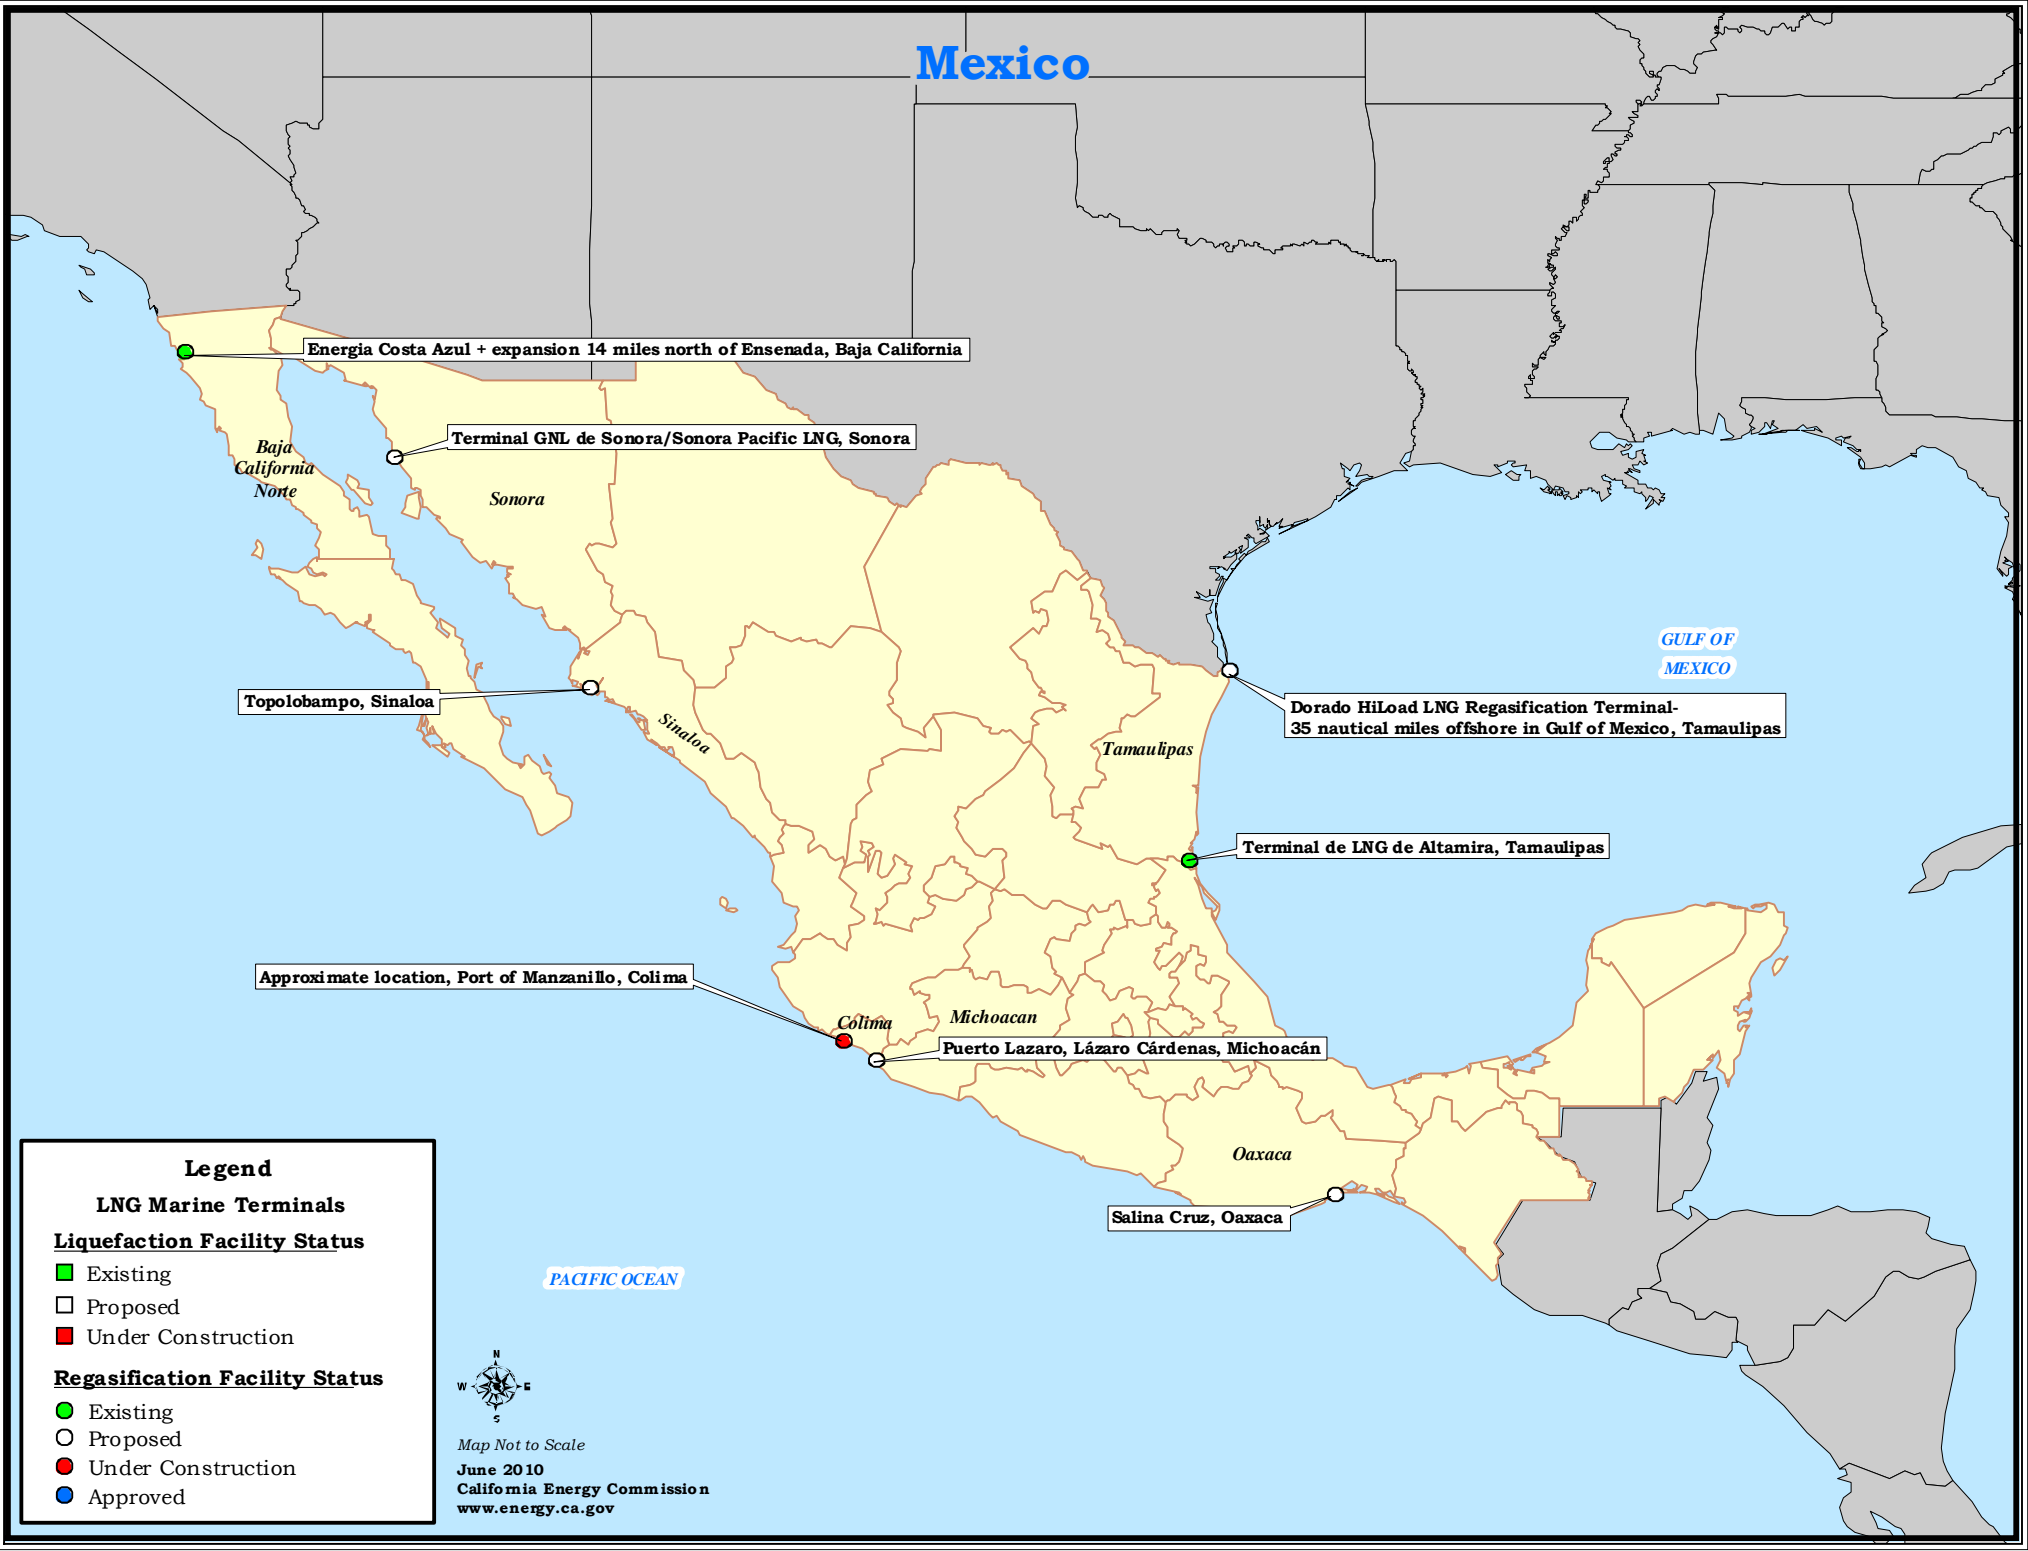 Mexico
Energia Costa Azul + expansion 14 miles north of Ensenada, Baja California
Terminal GNL de Sonora/Sonora Pacific LNG, Sonora
Baja
California
Norte
Sonora
GULF OF
MEXICO
Topolobampo, Sinaloa
Sinaloa
Dorado HiLoad LNG Regasification Terminal-
35 nautical miles offshore in Gulf of Mexico, Tamaulipas
Tamaulipas
Terminal de LNG de Altamira, Tamaulipas
Approximate location, Port of Manzanillo, Colima
Colima
Michoacan
Puerto Lazaro, Lázaro Cárdenas, Michoacán
Oaxaca
Salina Cruz, Oaxaca
PACIFIC OCEAN
Legend
LNG Marine Terminals
Liquefaction Facility Status
Existing
Proposed
Under Construction
Regasification Facility Status
Existing
Proposed
Under Construction
Approved
N
W E
S
Map Not to Scale
June 2010
California Energy Commission
www.energy.ca.gov